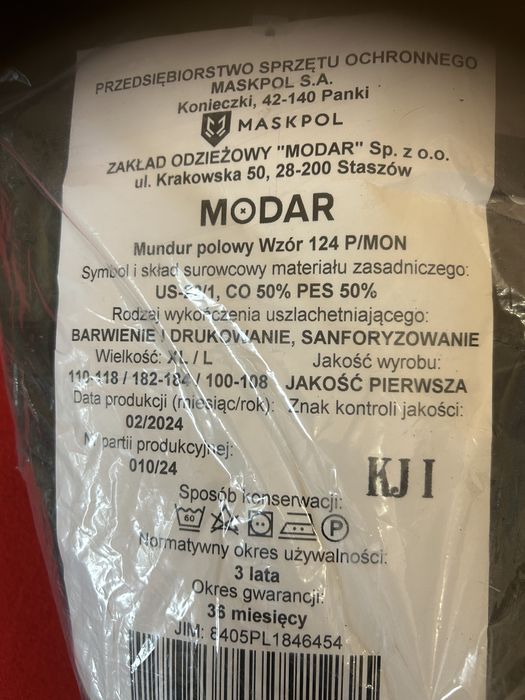 PRZEDSIĘBIORSTWO SPRZĘTU OCHRONNEGO
MASKPOL S.A.
Konieczki, 42-140 Panki
MASKPOL
ZAKŁAD ODZIEŻOWY "MODAR" Sp. z o.o.
ul. Krakowska 50, 28-200 Staszów
MODAR
Mundur polowy Wzór 124 P/MON
Symbol i skład surowcowy materiału zasadniczego:
CO 50% PES 50%
Rodzaj wykończenia uszlachetniającego:
BARWIENIE I DRUKOWANIE, SANFORYZOWANIE
Wielkość: XL / L Jakość wyrobu:
110-118 / 182-184 / 100-108 JAKOŚĆ PIERWSZA
Data produkcji (miesiąc/rok): Znak kontroli jakości:
02/2024
Nr partii produkcyjnej:
010/24
KJ I
Sposób konserwacji:
60 P
Normatywny okres używalności:
3 lata
Okres gwarancji:
36 miesięcy
JIM: 8405PL1846454